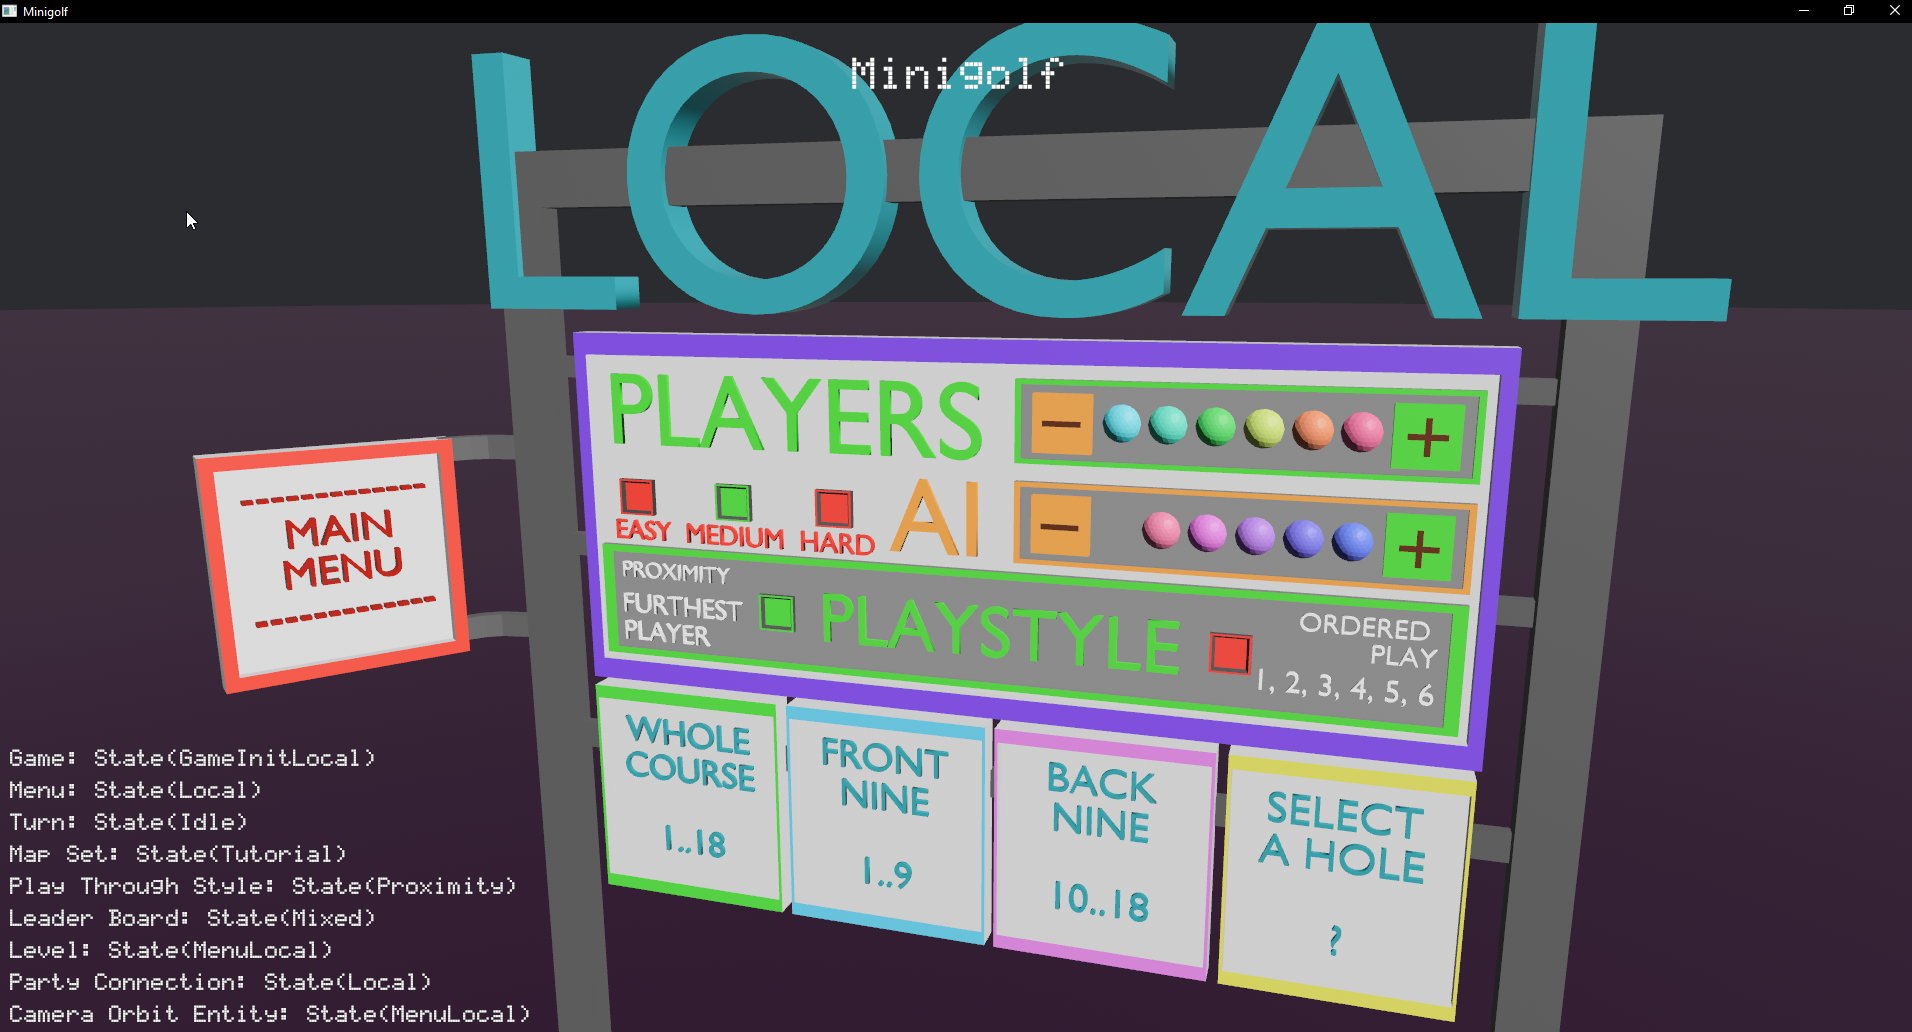 Minigolf
LOCAL
Minigolf
PLAYERS
− +
EASY MEDIUM HARD AI
− +
PROXIMITY
FURTHEST
PLAYER
PLAYSTYLE
ORDERED
PLAY
1, 2, 3, 4, 5, 6
MAIN
MENU
WHOLE
COURSE
1..18
FRONT
NINE
1..9
BACK
NINE
10..18
SELECT
A HOLE
?
Game: State(GameInitLocal)
Menu: State(Local)
Turn: State(Idle)
Map Set: State(Tutorial)
Play Through Style: State(Proximity)
Leader Board: State(Mixed)
Level: State(MenuLocal)
Party Connection: State(Local)
Camera Orbit Entity: State(MenuLocal)